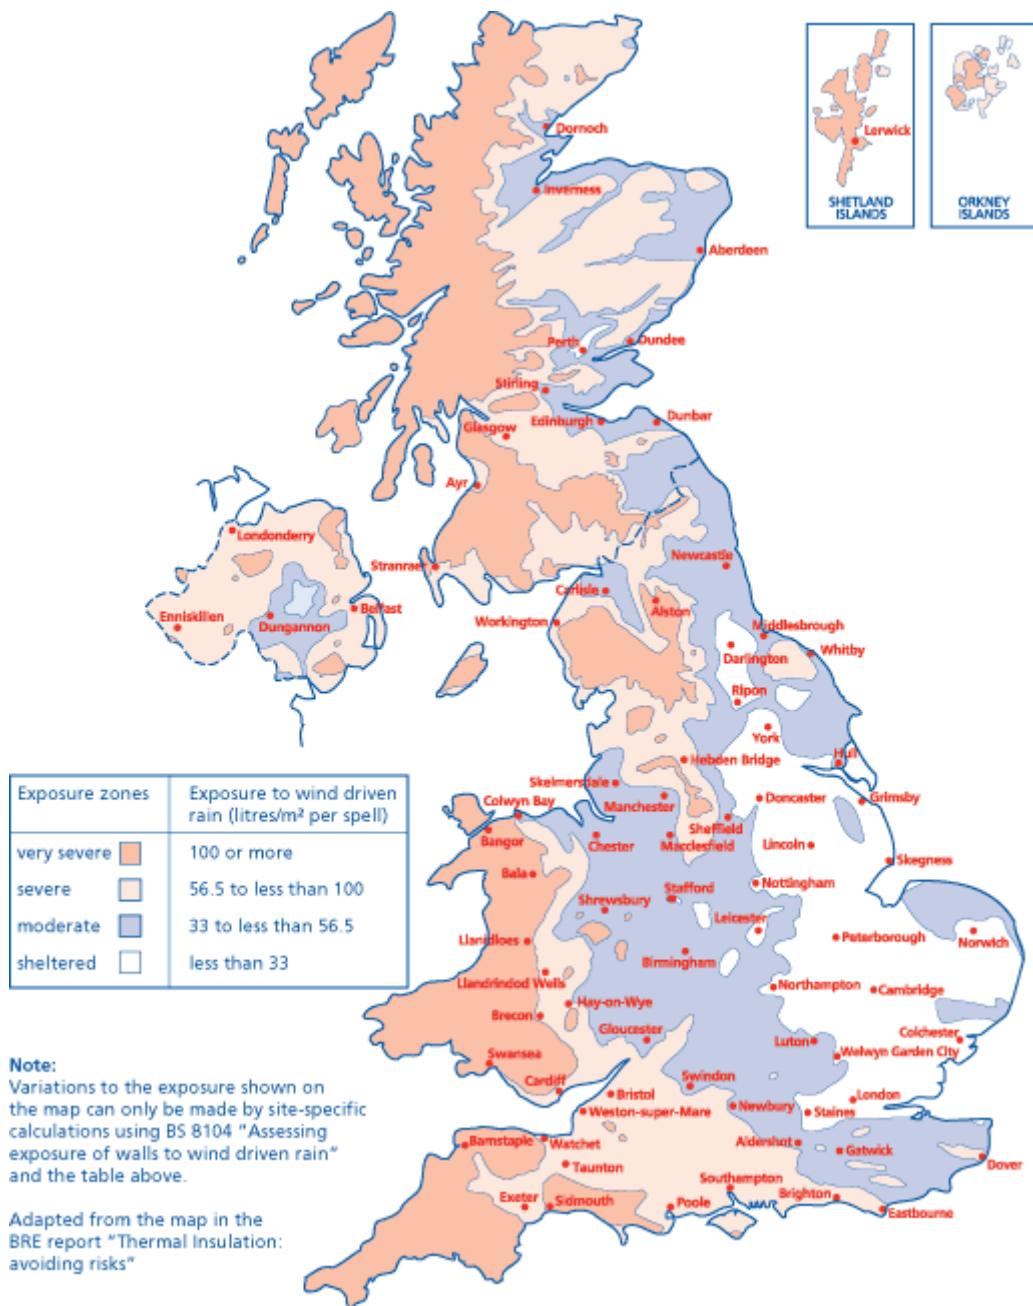 Dornoch
Lerwick
SHETLAND
ISLANDS
ORKNEY
ISLANDS
Inverness
Aberdeen
Perth
Dundee
Stirling
Edinburgh
Dunbar
Glasgow
Ayr
Londonderry
Stranraer
Newcastle
Carlisle
Alston
Enniskillen
Belfast
Dungannon
Workington
Middlesbrough
Whitby
Darlington
Ripon
York
Hull
Hebden Bridge
Skelmersdale
Manchester
Doncaster
Grimsby
Colwyn Bay
Bangor
Chester
Macclesfield
Sheffield
Lincoln
Skegness
Bala
Stafford
Nottingham
Shrewsbury
Leicester
Peterborough
Norwich
Llanidloes
Birmingham
Llandrindod Wells
Northampton
Cambridge
Hay-on-Wye
Brecon
Gloucester
Luton
Colchester
Welwyn Garden City
Swansea
Cardiff
Swindon
Bristol
Newbury
London
Weston-super-Mare
Staines
Barnstaple
Watchet
Aldershot
Gatwick
Dover
Taunton
Southampton
Exeter
Sidmouth
Poole
Brighton
Eastbourne
Exposure zones
Exposure to wind driven
rain (litres/m² per spell)
very severe
100 or more
severe
56.5 to less than 100
moderate
33 to less than 56.5
sheltered
less than 33
Note:
Variations to the exposure shown on
the map can only be made by site-specific
calculations using BS 8104 "Assessing
exposure of walls to wind driven rain"
and the table above.
Adapted from the map in the
BRE report "Thermal Insulation:
avoiding risks"